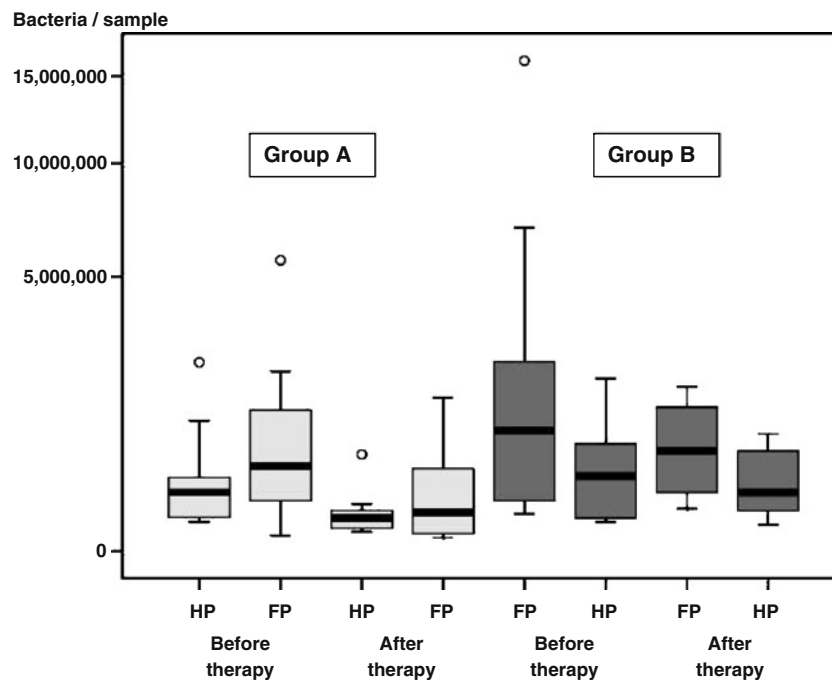 Bacteria / sample
15,000,000
10,000,000
5,000,000
0
Group A
Group B
HP FP HP FP FP HP FP HP
Before After Before After
therapy therapy therapy therapy